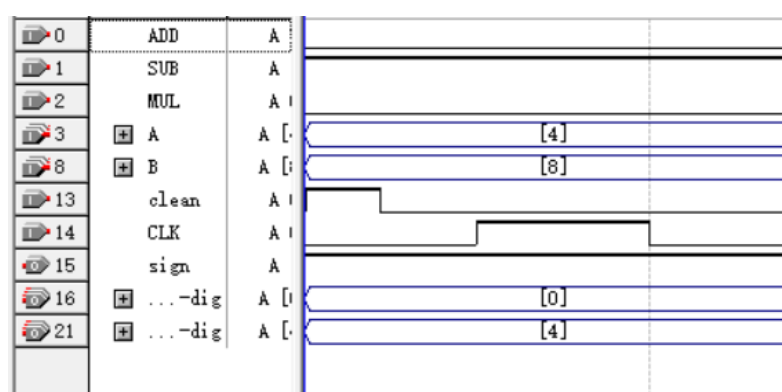 0 ADD A
1 SUB A
2 MUL A
3 A A [ [4]
8 B A [ [8]
13 clean A
14 CLK A
15 sign A
16 ...-dig A [ [0]
21 ...-dig A [ [4]